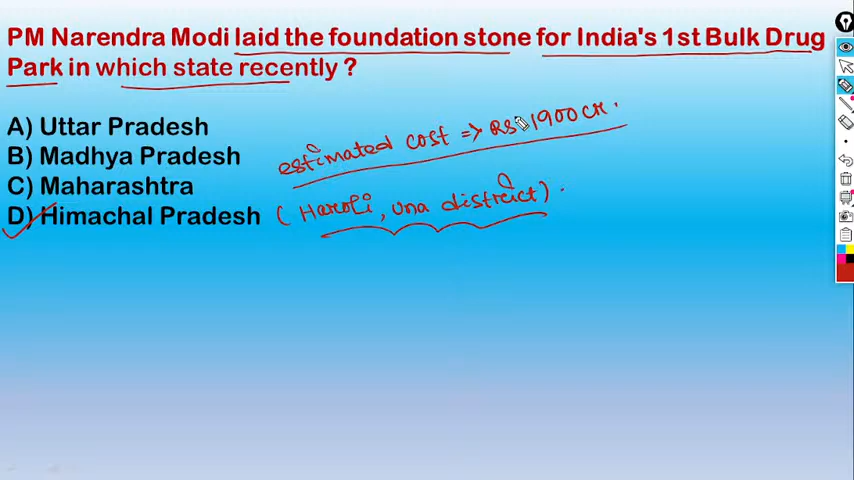 PM Narendra Modi laid the foundation stone for India's 1st Bulk Drug
Park in which state recently ?
A) Uttar Pradesh
B) Madhya Pradesh
C) Maharashtra
D) Himachal Pradesh
estimated cost => Rs 1900 cr.
(Haroli, una district).